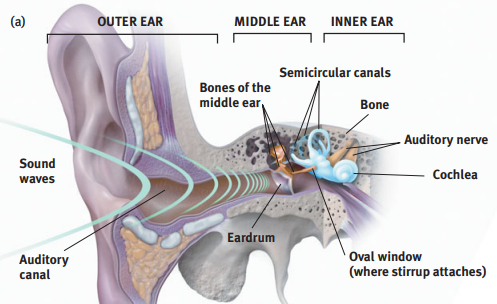 (a)
OUTER EAR
MIDDLE EAR
INNER EAR
Semicircular canals
Bones of the
middle ear
Bone
Auditory nerve
Sound
waves
Cochlea
Eardrum
Auditory
canal
Oval window
(where stirrup attaches)